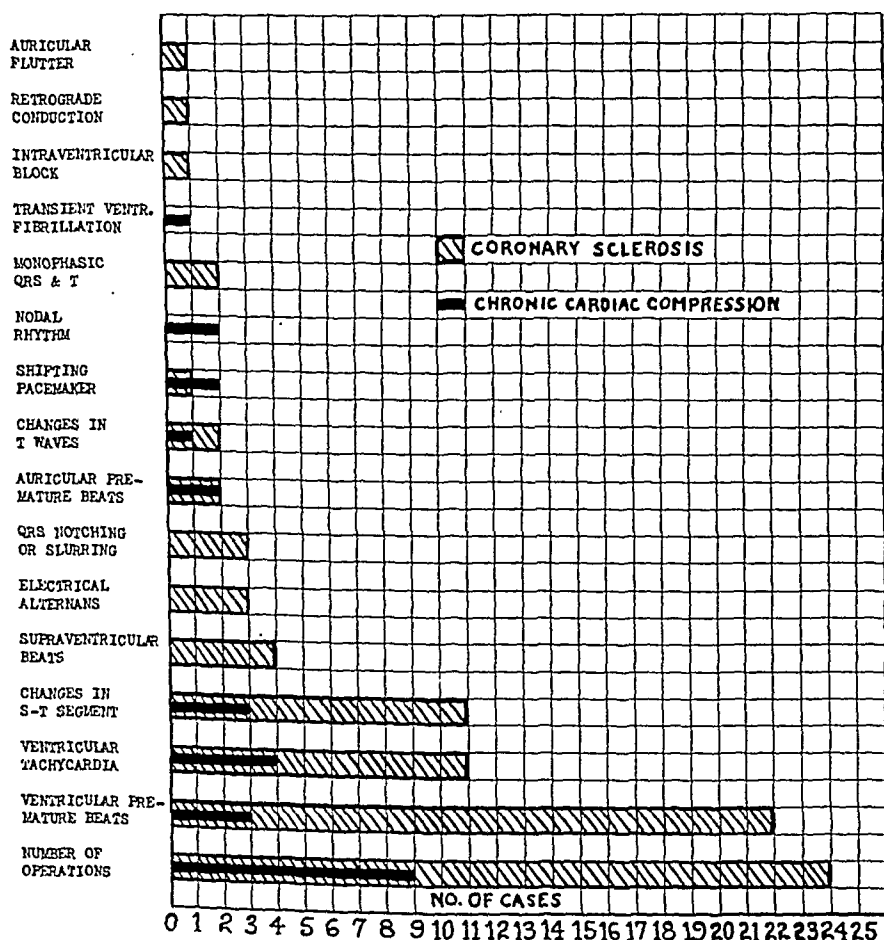 AURICULAR
FLUTTER
RETROGRADE
CONDUCTION
INTRAVENTRICULAR
BLOCK
TRANSIENT VENTR.
FIBRILLATION
MONOPHASIC
QRS & T
NODAL
RHYTHM
SHIFTING
PACEMAKER
CHANGES IN
T WAVES
AURICULAR PRE-
MATURE BEATS
QRS NOTCHING
OR SLURRING
ELECTRICAL
ALTERNANS
SUPRAVENTRICULAR
BEATS
CHANGES IN
S-T SEGMENT
VENTRICULAR
TACHYCARDIA
VENTRICULAR PRE-
MATURE BEATS
NUMBER OF
OPERATIONS
CORONARY SCLEROSIS
CHRONIC CARDIAC COMPRESSION
NO. OF CASES
0 1 2 3 4 5 6 7 8 9 10 11 12 13 14 15 16 17 18 19 20 21 22 23 24 25